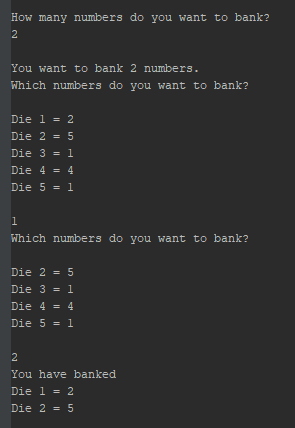 How many numbers do you want to bank?
2
You want to bank 2 numbers.
Which numbers do you want to bank?
Die 1 = 2
Die 2 = 5
Die 3 = 1
Die 4 = 4
Die 5 = 1
1
Which numbers do you want to bank?
Die 2 = 5
Die 3 = 1
Die 4 = 4
Die 5 = 1
2
You have banked
Die 1 = 2
Die 2 = 5